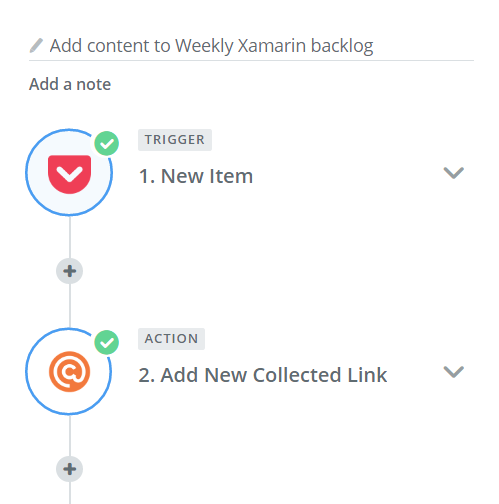 Add content to Weekly Xamarin backlog
Add a note
TRIGGER
1. New Item
ACTION
2. Add New Collected Link